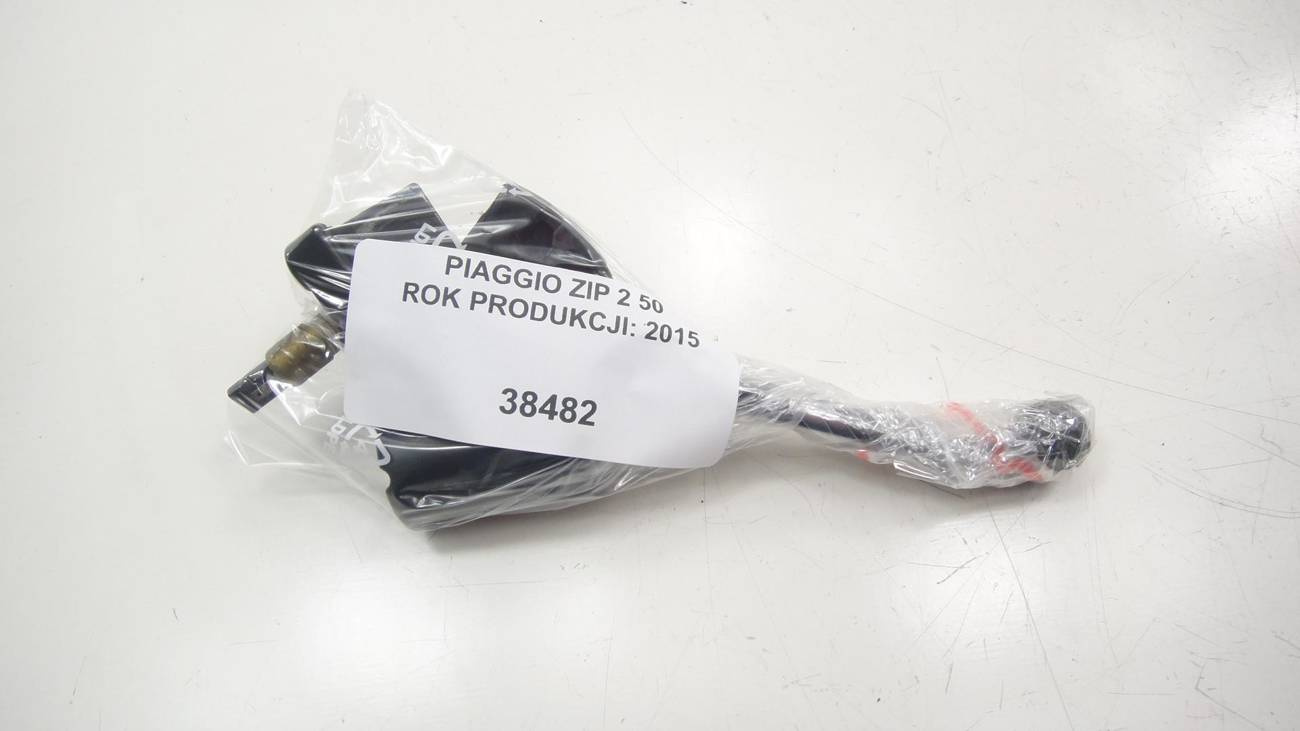 PIAGGIO ZIP 2 50
ROK PRODUKCJI: 2015
38482